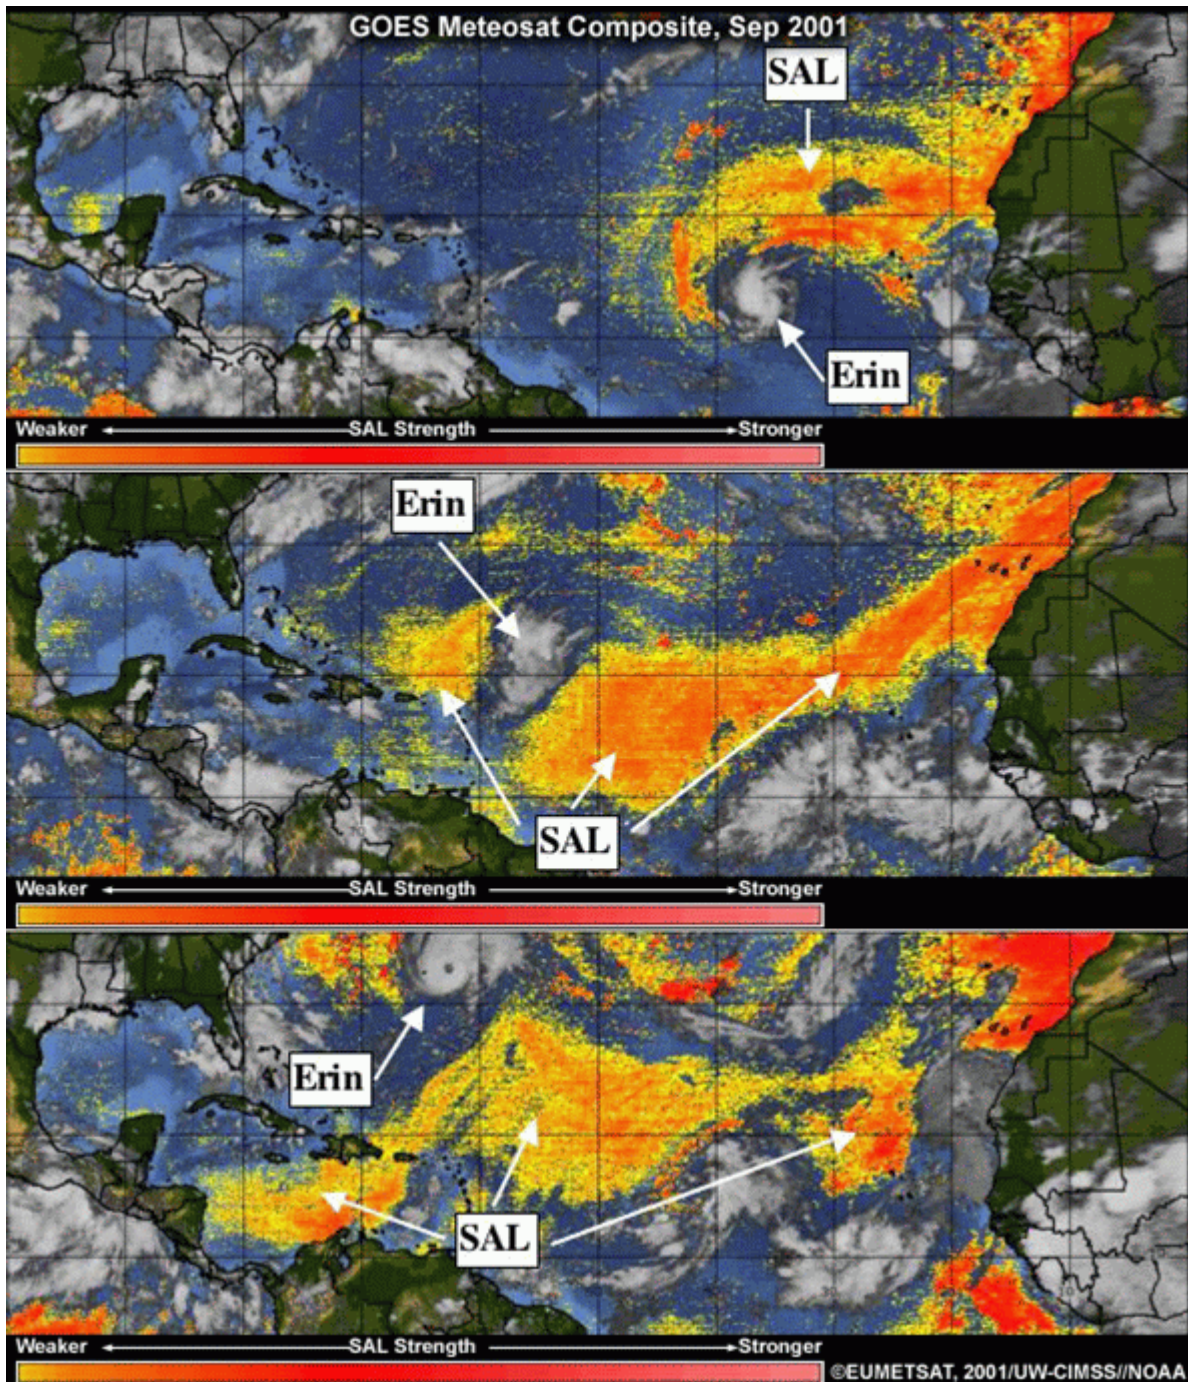 GOES Meteosat Composite, Sep 2001
SAL
Erin
Weaker SAL Strength Stronger
Erin
SAL
Weaker SAL Strength Stronger
Erin
SAL
Weaker SAL Strength Stronger
©EUMETSAT, 2001/UW-CIMSS//NOAA